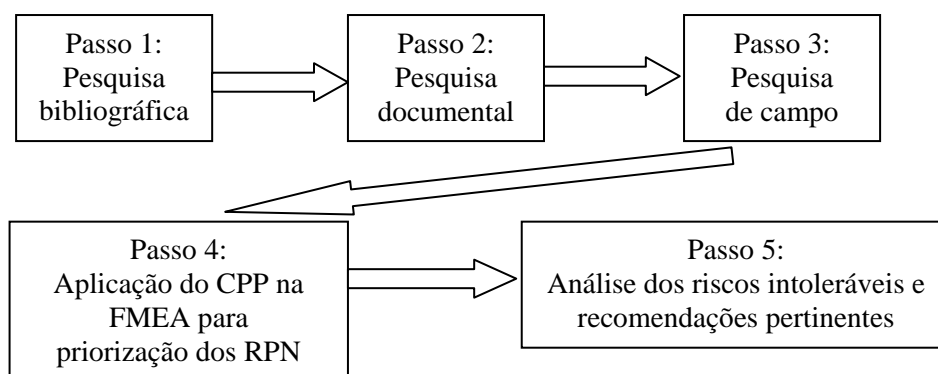 Passo 1:
Pesquisa
bibliográfica
Passo 2:
Pesquisa
documental
Passo 3:
Pesquisa
de campo
Passo 4:
Aplicação do CPP na
FMEA para
priorização dos RPN
Passo 5:
Análise dos riscos intoleráveis e
recomendações pertinentes